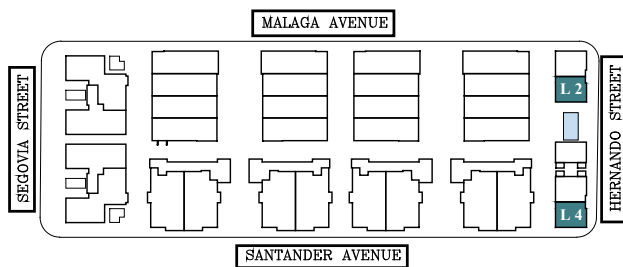 MALAGA AVENUE
SEGOVIA STREET
HERNANDO STREET
L 2
L 4
SANTANDER AVENUE